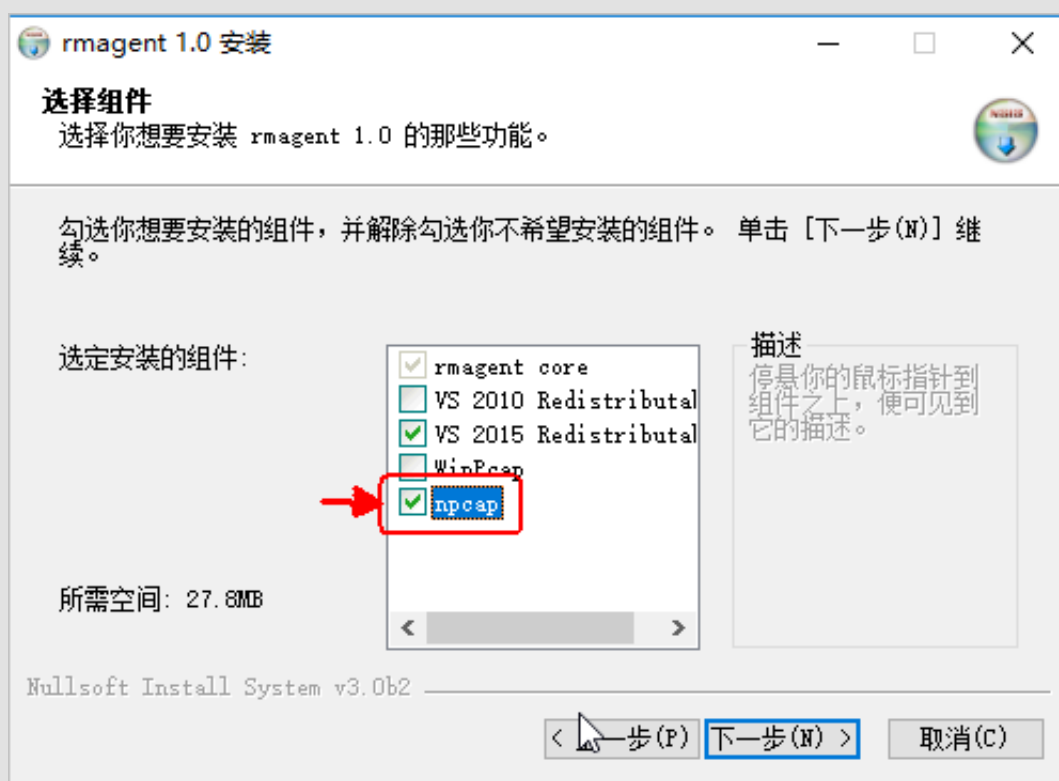 rmagent 1.0 安装
选择组件
选择你想要安装 rmagent 1.0 的那些功能。
勾选你想要安装的组件，并解除勾选你不希望安装的组件。 单击 [下一步(N)] 继
续。
选定安装的组件:
rmagent core
VS 2010 Redistributal
VS 2015 Redistributal
WinPcap
npcap
描述
停悬你的鼠标指针到
组件之上，便可见到
它的描述。
所需空间: 27.8MB
Nullsoft Install System v3.0b2
< 一步(P)
下一步(N) >
取消(C)